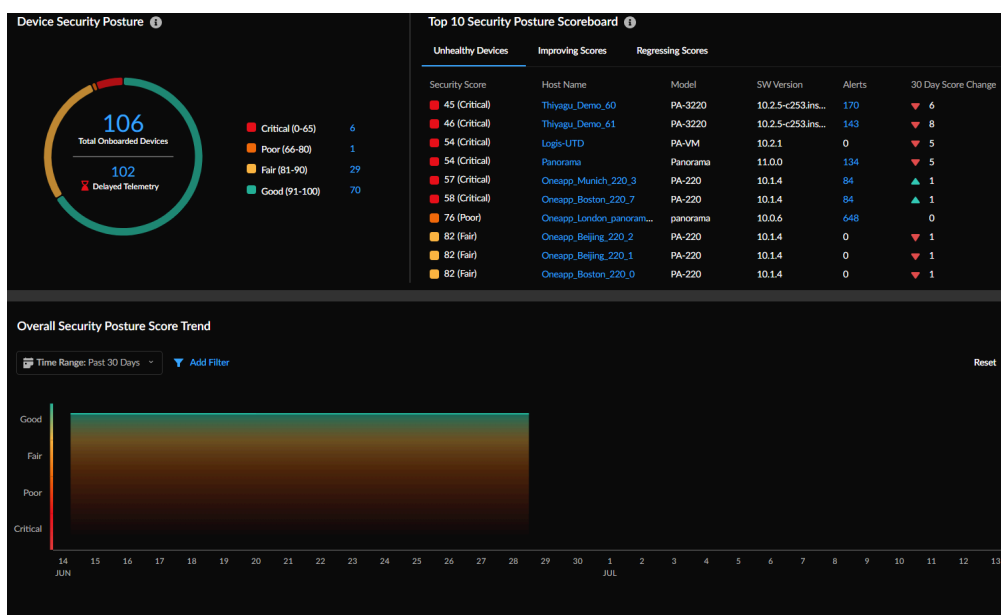 Device Security Posture
106
Total Onboarded Devices
102
Delayed Telemetry
Critical (0-65) 6
Poor (66-80) 1
Fair (81-90) 29
Good (91-100) 70
Top 10 Security Posture Scoreboard
Unhealthy Devices Improving Scores Regressing Scores
Security Score Host Name Model SW Version Alerts 30 Day Score Change
45 (Critical) Thiyagu_Demo_60 PA-3220 10.2.5-c253.ins... 170 6
46 (Critical) Thiyagu_Demo_61 PA-3220 10.2.5-c253.ins... 143 8
54 (Critical) Logis-UTD PA-VM 10.2.1 0 5
54 (Critical) Panorama Panorama 11.0.0 134 5
57 (Critical) Oneapp_Munich_220_3 PA-220 10.1.4 84 1
58 (Critical) Oneapp_Boston_220_7 PA-220 10.1.4 84 1
76 (Poor) Oneapp_London_panoram... panorama 10.0.6 648 0
82 (Fair) Oneapp_Beijing_220_2 PA-220 10.1.4 0 1
82 (Fair) Oneapp_Beijing_220_1 PA-220 10.1.4 0 1
82 (Fair) Oneapp_Boston_220_0 PA-220 10.1.4 0 1
Overall Security Posture Score Trend
Time Range: Past 30 Days Add Filter Reset
Good
Fair
Poor
Critical
14 15 16 17 18 19 20 21 22 23 24 25 26 27 28 29 30 1 2 3 4 5 6 7 8 9 10 11 12 13
JUN JUL